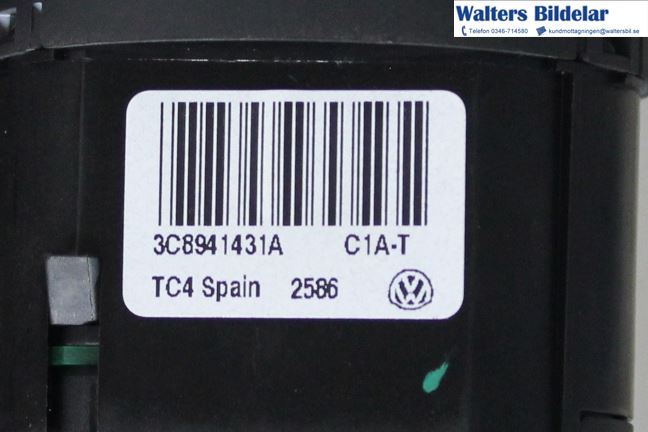 Walters Bildelar
Telefon 0346-714580 kundmottagningen@waltersbil.se
3C8941431A C1A-T
TC4 Spain 2586